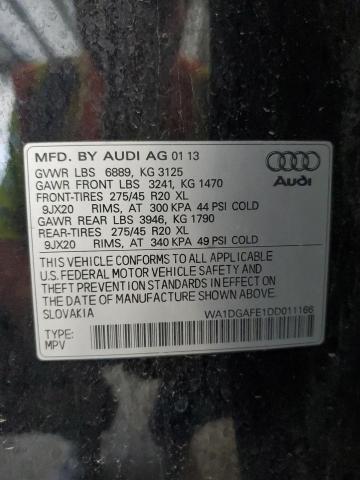 MFD. BY AUDI AG 01 13
GVWR LBS 6889, KG 3125
GAWR FRONT LBS 3241, KG 1470
FRONT-TIRES 275/45 R20 XL
9JX20 RIMS, AT 300 KPA 44 PSI COLD
GAWR REAR LBS 3946, KG 1790
REAR-TIRES 275/45 R20 XL
9JX20 RIMS, AT 340 KPA 49 PSI COLD
Audi
THIS VEHICLE CONFORMS TO ALL APPLICABLE
U.S. FEDERAL MOTOR VEHICLE SAFETY AND
THEFT PREVENTION STANDARDS IN EFFECT ON
THE DATE OF MANUFACTURE SHOWN ABOVE.
SLOVAKIA
WA1DGAFE1DD011166
TYPE:
MPV